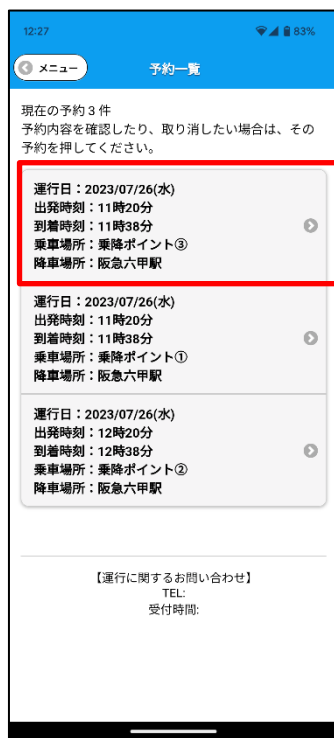 12:27
83%
メニュー
予約一覧
現在の予約3件
予約内容を確認したり、取り消したい場合は、その
予約を押してください。
運行日：2023/07/26(水)
出発時刻：11時20分
到着時刻：11時38分
乗車場所：乗降ポイント③
降車場所：阪急六甲駅
運行日：2023/07/26(水)
出発時刻：11時20分
到着時刻：11時38分
乗車場所：乗降ポイント①
降車場所：阪急六甲駅
運行日：2023/07/26(水)
出発時刻：12時20分
到着時刻：12時38分
乗車場所：乗降ポイント②
降車場所：阪急六甲駅
【運行に関するお問い合わせ】
TEL:
受付時間: